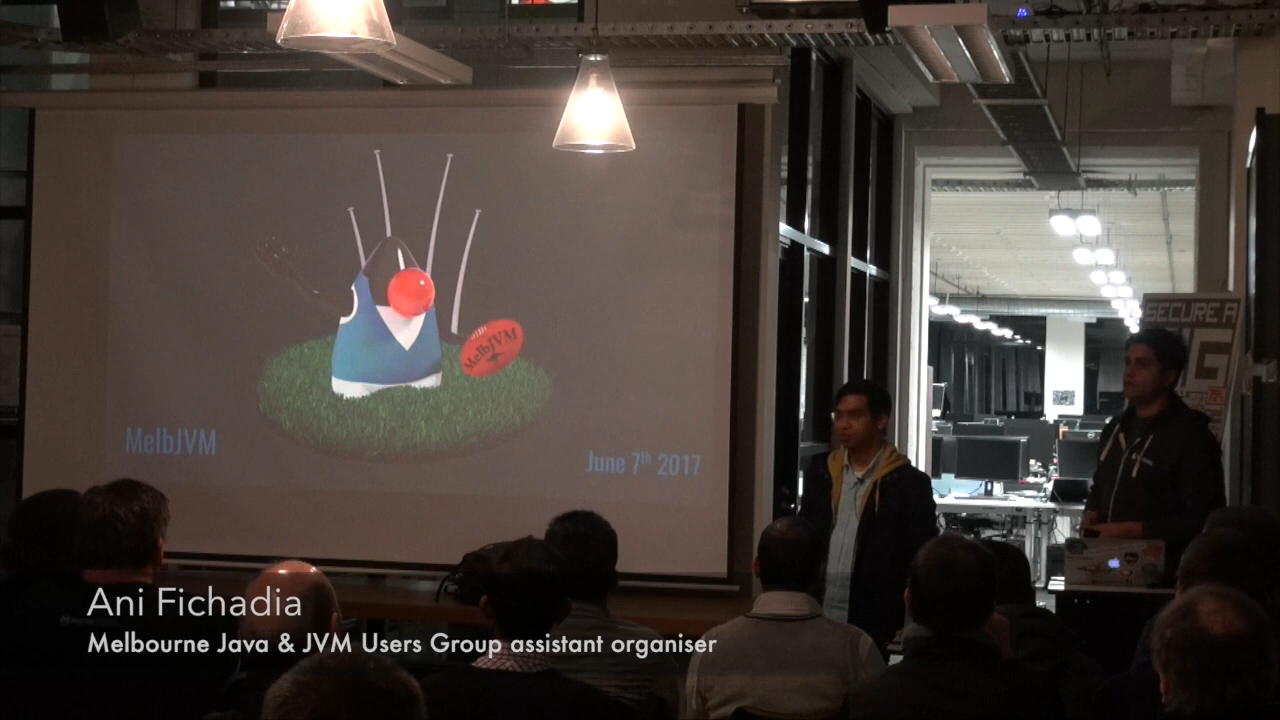 MelbJVM
MelbJVM
June 7th 2017
SECURE A
Ani Fichadia
Melbourne Java & JVM Users Group assistant organiser